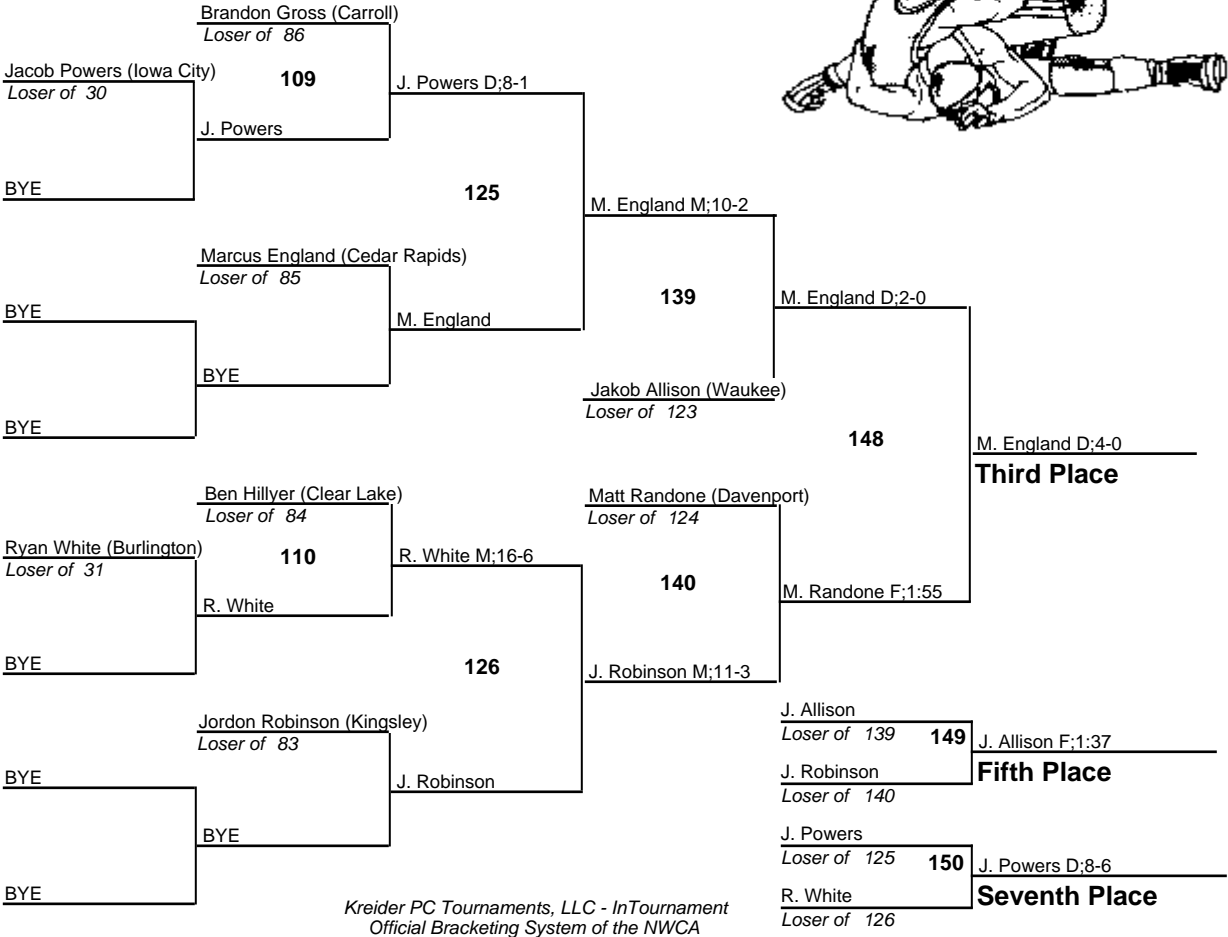 Brandon Gross (Carroll)
Loser of 86
Jacob Powers (Iowa City)
Loser of 30
109
J. Powers D;8-1
J. Powers
BYE
125
M. England M;10-2
Marcus England (Cedar Rapids)
Loser of 85
139
M. England D;2-0
BYE
M. England
BYE
Jakob Allison (Waukee)
Loser of 123
BYE
148
M. England D;4-0
Third Place
Ben Hillyer (Clear Lake)
Loser of 84
Matt Randone (Davenport)
Loser of 124
Ryan White (Burlington)
Loser of 31
110
R. White M;16-6
140
M. Randone F;1:55
R. White
BYE
126
J. Robinson M;11-3
Jordon Robinson (Kingsley)
Loser of 83
J. Allison
Loser of 139
149
J. Allison F;1:37
Fifth Place
BYE
J. Robinson
J. Robinson
Loser of 140
BYE
J. Powers
Loser of 125
150
J. Powers D;8-6
Seventh Place
BYE
R. White
Loser of 126
Kreider PC Tournaments, LLC - InTournament
Official Bracketing System of the NWCA